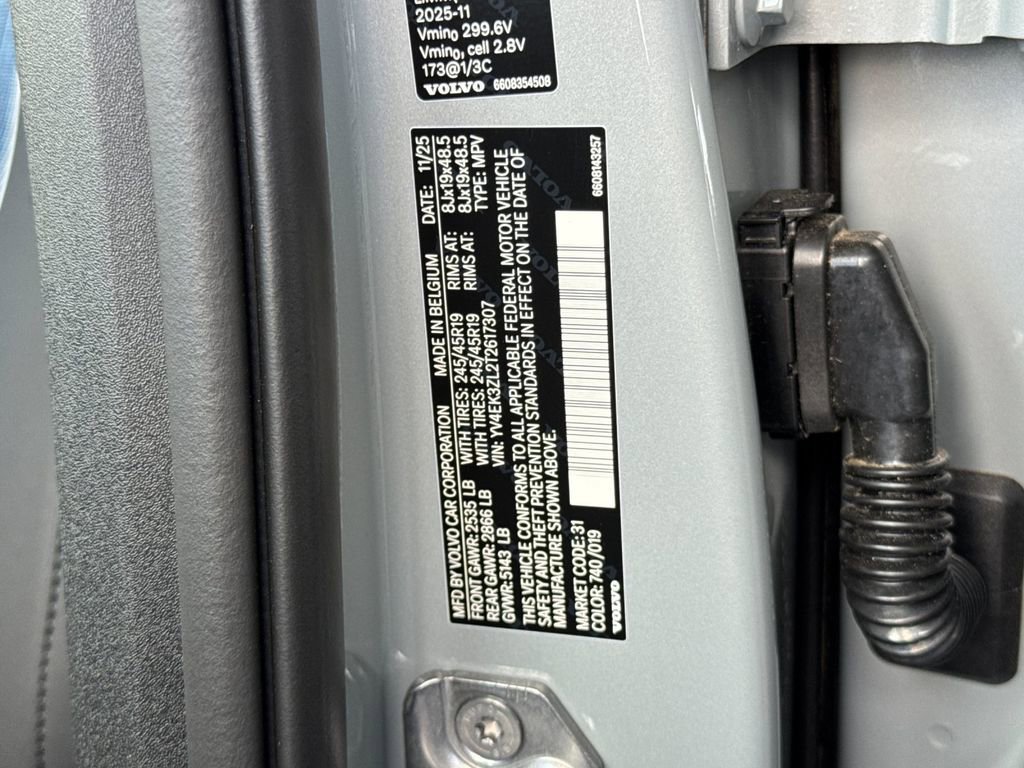 2025-11
Vmin₀ 299.6V
Vmin₀, cell 2.8V
173@1/3C
VOLVO 6608354508
MFD BY VOLVO CAR CORPORATION MADE IN BELGIUM DATE: 11/25
FRONT GAWR: 2535 LB WITH TIRES: 245/45R19 RIMS AT: 8Jx19x48.5
REAR GAWR: 2866 LB WITH TIRES: 245/45R19 RIMS AT: 8Jx19x48.5
GVWR: 5143 LB VIN: YV4EK3ZL2T2617307 TYPE: MPV
THIS VEHICLE CONFORMS TO ALL APPLICABLE FEDERAL MOTOR VEHICLE
SAFETY AND THEFT PREVENTION STANDARDS IN EFFECT ON THE DATE OF
MANUFACTURE SHOWN ABOVE.
MARKET CODE: 31
COLOR: 740/019
VOLVO
6608143257